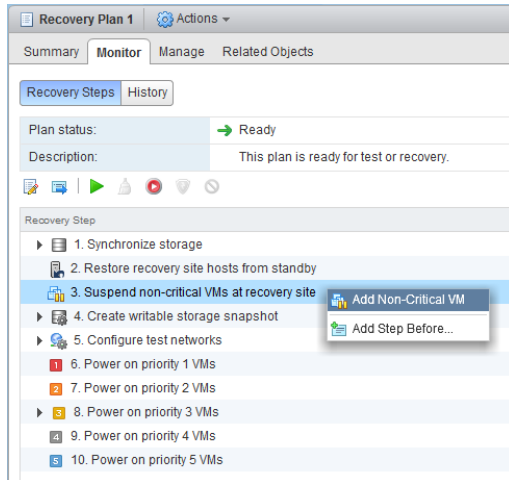 Recovery Plan 1 Actions
Summary Monitor Manage Related Objects
Recovery Steps History
Plan status: Ready
Description: This plan is ready for test or recovery.
Recovery Step
1. Synchronize storage
2. Restore recovery site hosts from standby
3. Suspend non-critical VMs at recovery site
Add Non-Critical VM
4. Create writable storage snapshot
Add Step Before...
5. Configure test networks
1 6. Power on priority 1 VMs
2 7. Power on priority 2 VMs
3 8. Power on priority 3 VMs
4 9. Power on priority 4 VMs
5 10. Power on priority 5 VMs